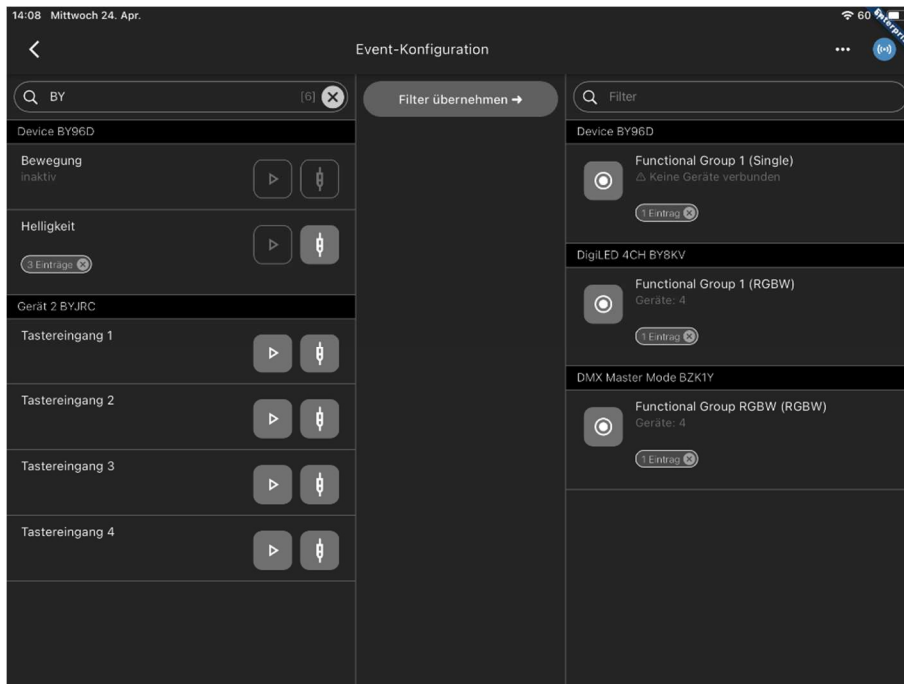 14:08 Mittwoch 24. Apr.
60
Enterpri
Event-Konfiguration
BY
[6]
Filter übernehmen →
Filter
Device BY96D
Bewegung
inaktiv
Helligkeit
3 Einträge
Gerät 2 BYJRC
Tastereingang 1
Tastereingang 2
Tastereingang 3
Tastereingang 4
Device BY96D
Functional Group 1 (Single)
⚠ Keine Geräte verbunden
1 Eintrag
DigiLED 4CH BY8KV
Functional Group 1 (RGBW)
Geräte: 4
1 Eintrag
DMX Master Mode BZK1Y
Functional Group RGBW (RGBW)
Geräte: 4
1 Eintrag